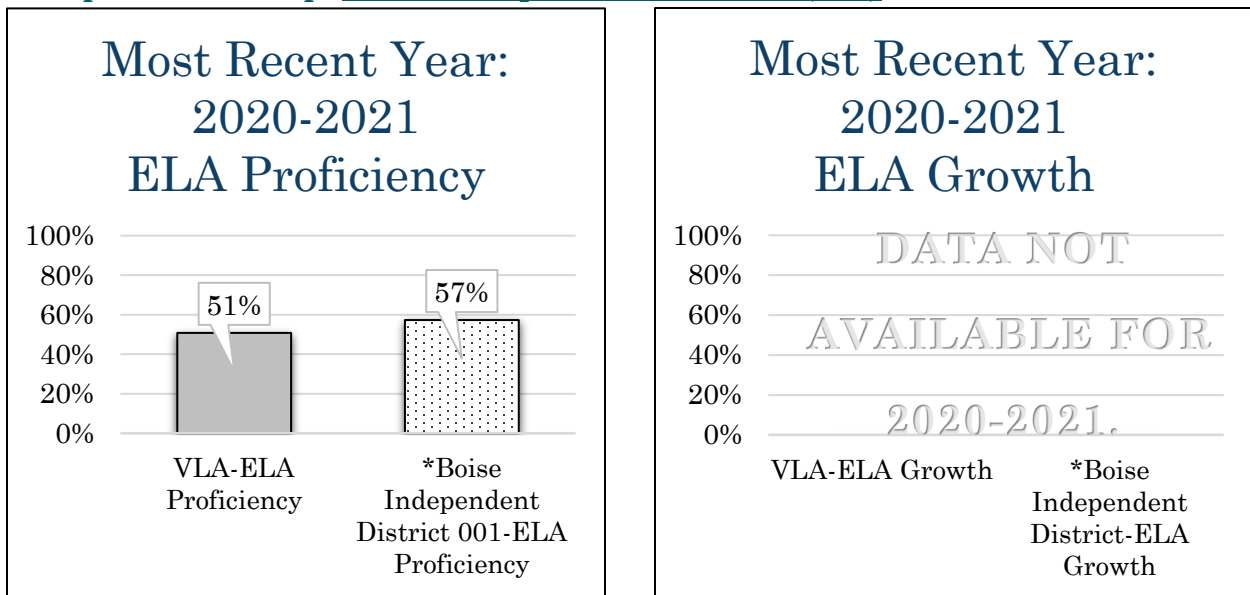 Most Recent Year:
2020-2021
ELA Proficiency
100%
80%
60%
40%
20%
0%
51%
57%
VLA-ELA
Proficiency
*Boise
Independent
District 001-ELA
Proficiency
Most Recent Year:
2020-2021
ELA Growth
100%
80%
60%
40%
20%
0%
DATA NOT
AVAILABLE FOR
2020-2021.
VLA-ELA Growth
*Boise
Independent
District-ELA
Growth